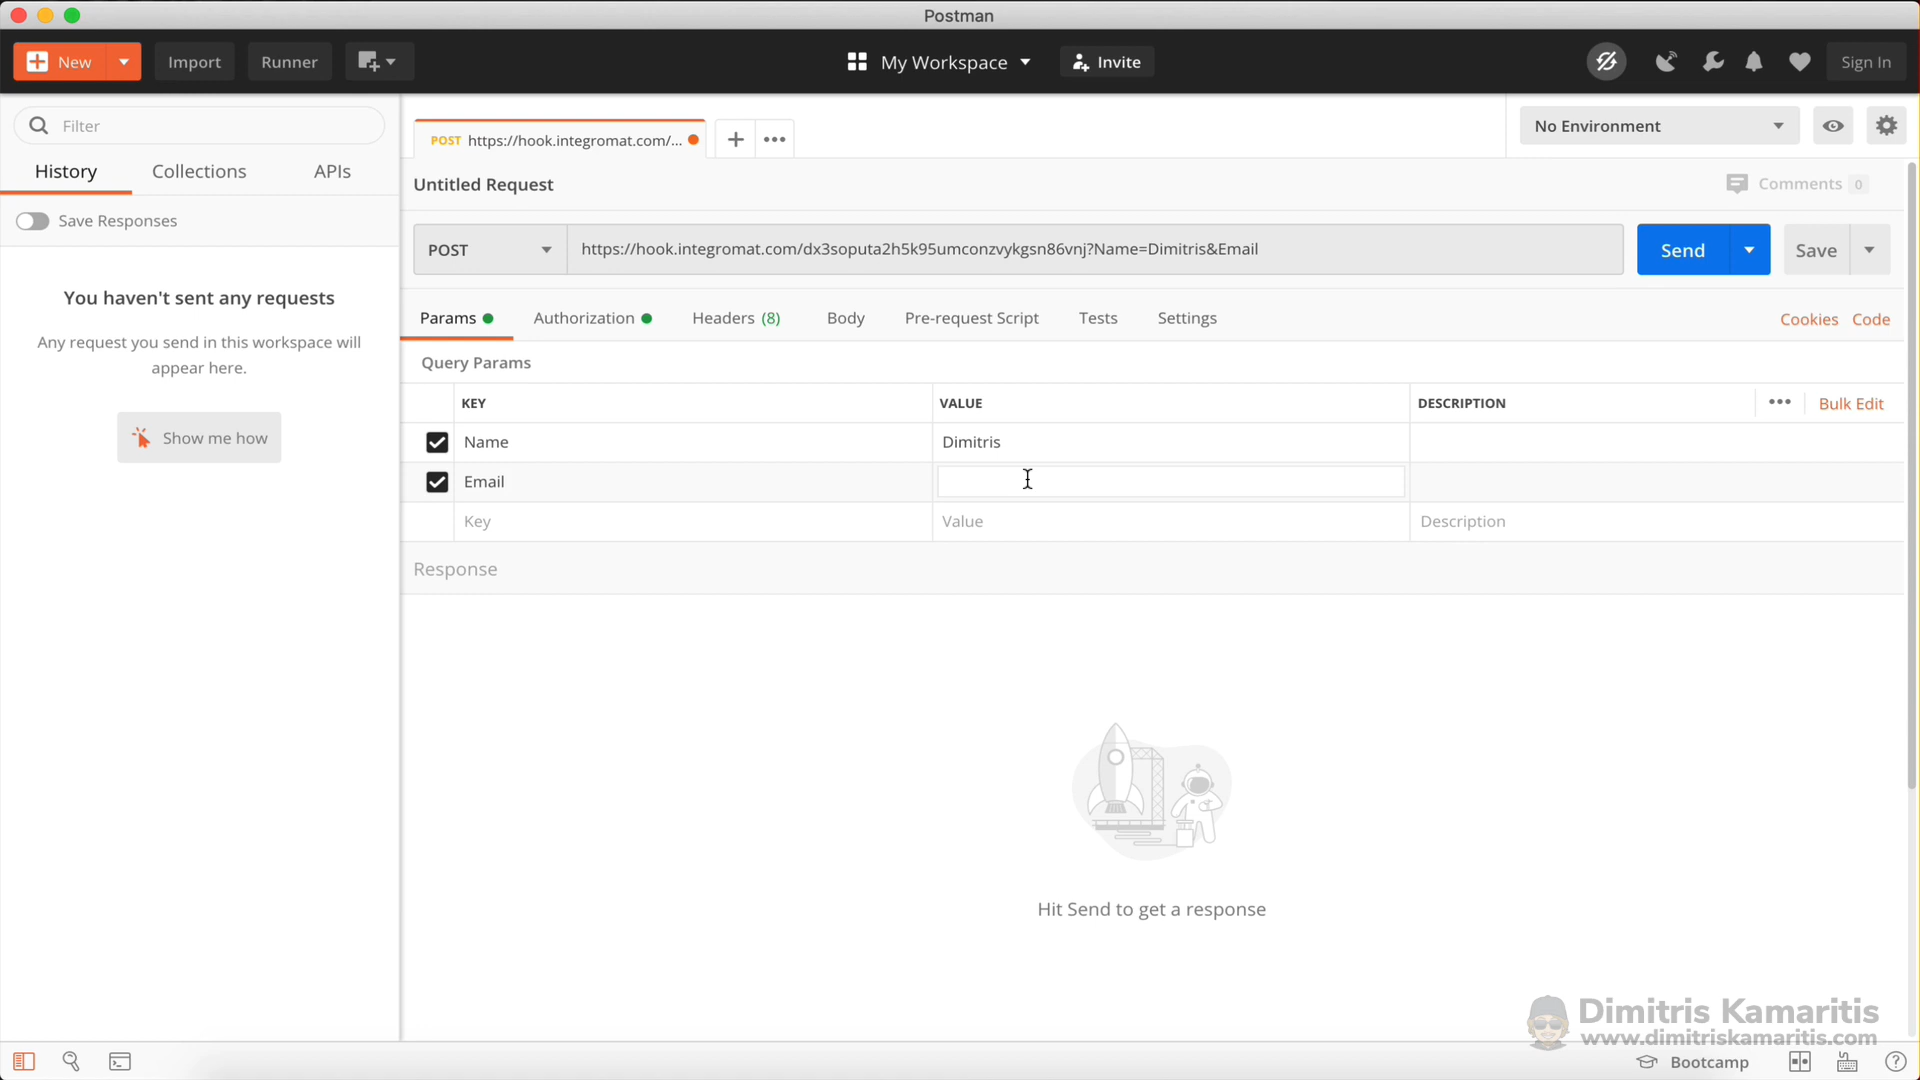 Postman
New
Import
Runner
My Workspace
Invite
Sign In
Filter
History
Collections
APIs
Save Responses
You haven't sent any requests
Any request you send in this workspace will
appear here.
Show me how
POST https://hook.integromat.com/...
No Environment
Untitled Request
Comments 0
POST
https://hook.integromat.com/dx3soputa2h5k95umconzvykgsn86vnj?Name=Dimitris&Email
Send
Save
Params
Authorization
Headers (8)
Body
Pre-request Script
Tests
Settings
Cookies
Code
Query Params
KEY
VALUE
DESCRIPTION
Bulk Edit
Name
Dimitris
Email
Key
Value
Description
Response
Hit Send to get a response
Dimitris Kamaritis
www.dimitriskamaritis.com
Bootcamp